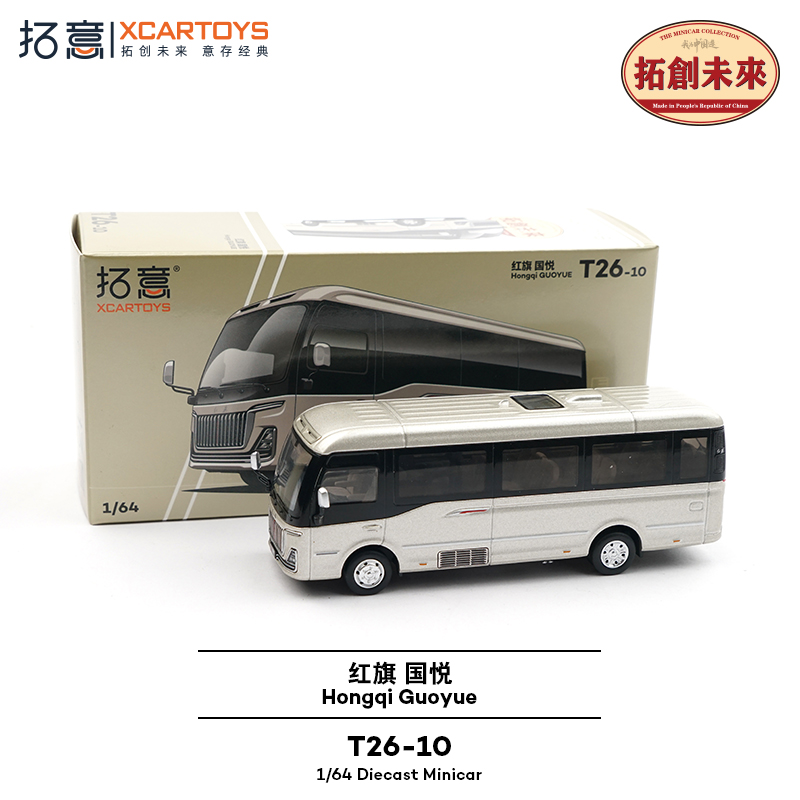 拓意
XCARTOYS
拓创未来 意存经典
THE MINICAR COLLECTION
拓創未來
Made in People's Republic of China
T26-10
拓意®
XCARTOYS
红旗 国悦
Hongqi GUOYUE
T26-10
1/64
红旗 国悦
Hongqi Guoyue
T26-10
1/64 Diecast Minicar